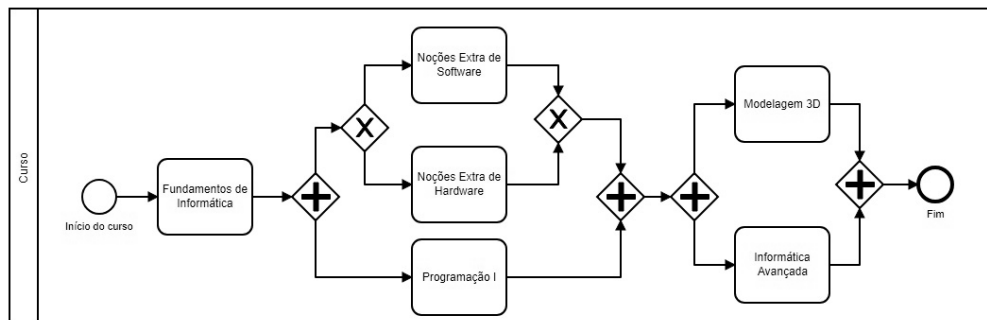 Curso
Início do curso
Fundamentos de
Informática
Noções Extra de
Software
Noções Extra de
Hardware
Programação I
Modelagem 3D
Informática
Avançada
Fim